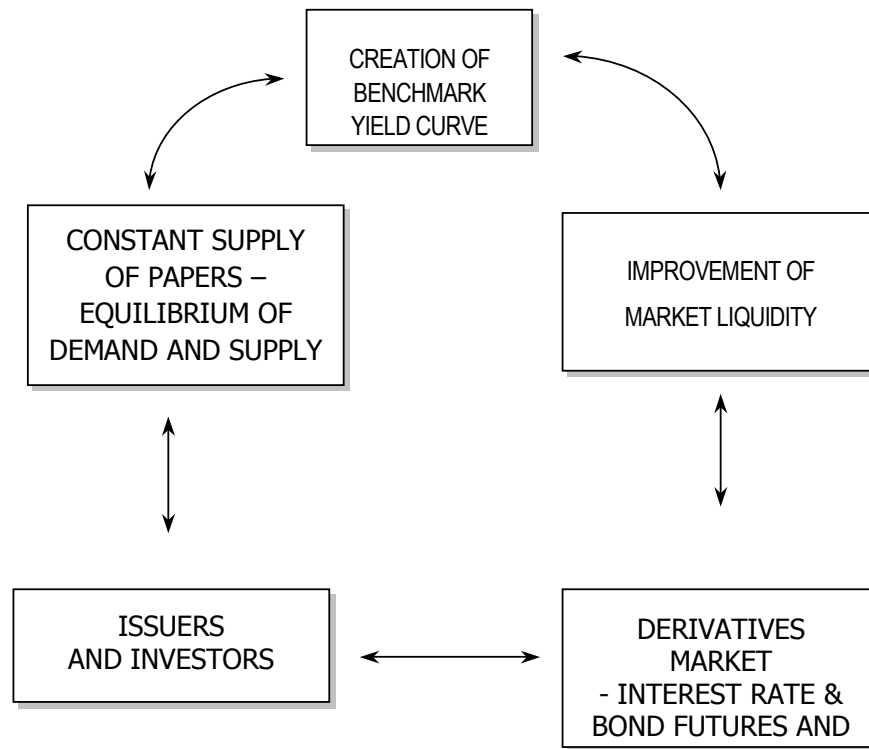 CREATION OF
BENCHMARK
YIELD CURVE
CONSTANT SUPPLY
OF PAPERS –
EQUILIBRIUM OF
DEMAND AND SUPPLY
IMPROVEMENT OF
MARKET LIQUIDITY
ISSUERS
AND INVESTORS
DERIVATIVES
MARKET
- INTEREST RATE &
BOND FUTURES AND